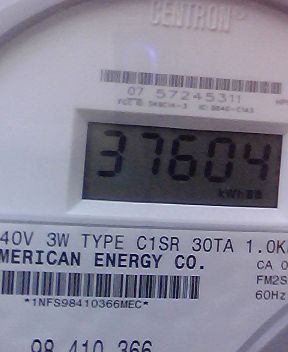 CENTRON
07 57245311
37604
kWh
40V 3W TYPE C1SR 30TA 1.0K
MERICAN ENERGY CO.
CA 0
FM2S
*1NFS98410366MEC*
60Hz
98 410 366